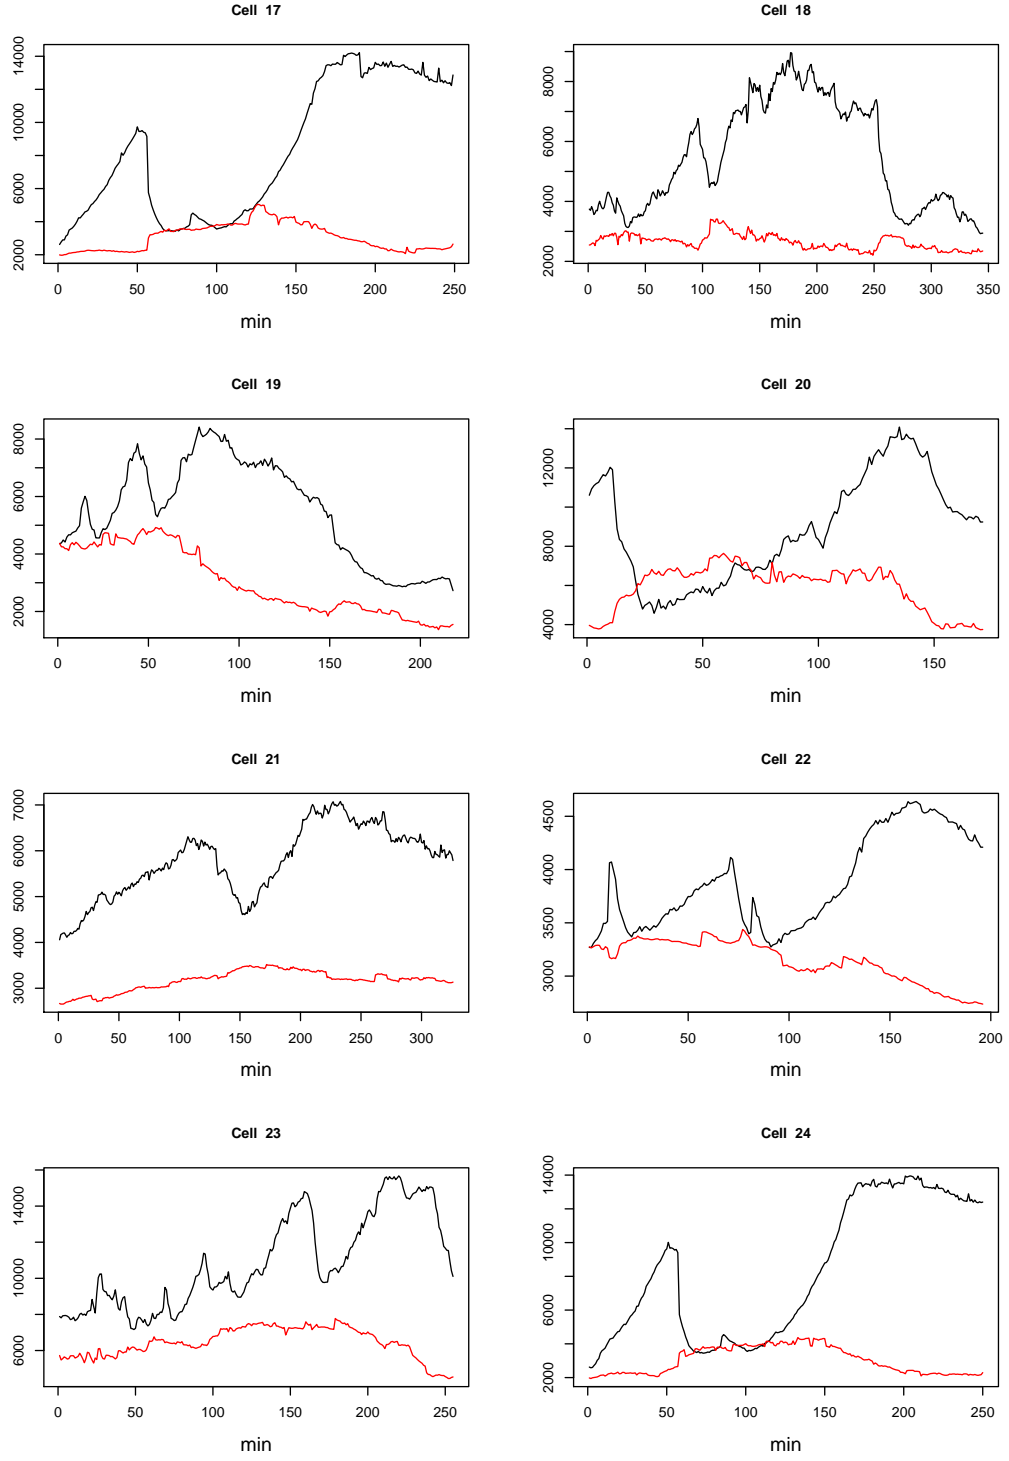 Cell 17
2000 6000 10000 14000
0 50 100 150 200 250
min
Cell 18
2000 4000 6000 8000
0 50 100 150 200 250 300 350
min
Cell 19
2000 4000 6000 8000
0 50 100 150 200
min
Cell 20
4000 8000 12000
0 50 100 150
min
Cell 21
3000 4000 5000 6000 7000
0 50 100 150 200 250 300
min
Cell 22
3000 3500 4000 4500
0 50 100 150 200
min
Cell 23
6000 10000 14000
0 50 100 150 200 250
min
Cell 24
2000 6000 10000 14000
0 50 100 150 200 250
min